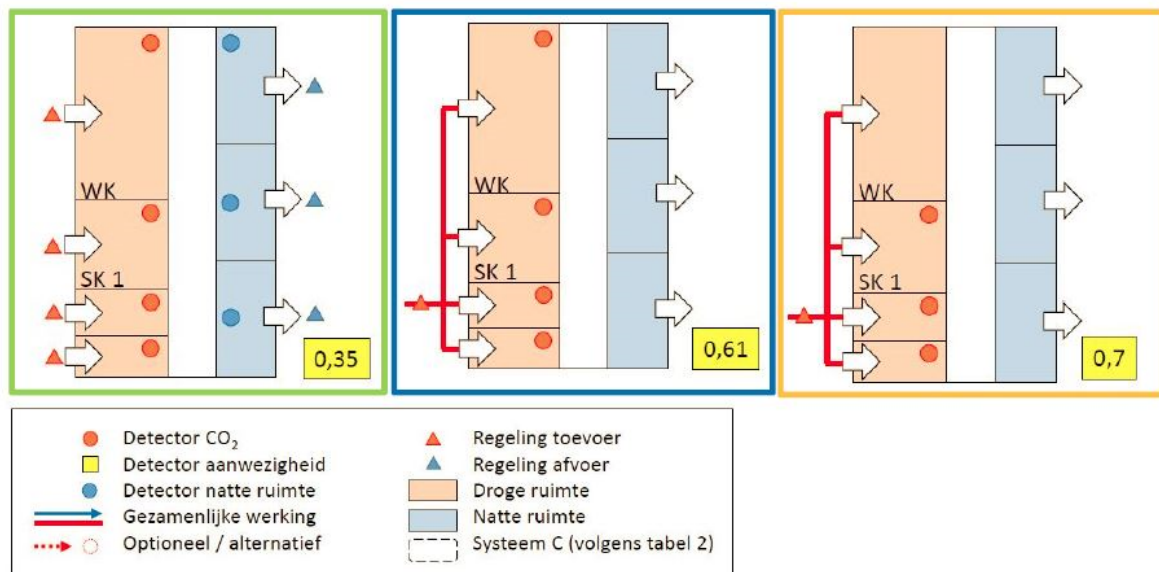 WK
SK 1
0,35
WK
SK 1
0,61
WK
SK 1
0,7
Detector CO₂
Detector aanwezigheid
Detector natte ruimte
Gezamenlijke werking
Optioneel / alternatief
Regeling toevoer
Regeling afvoer
Droge ruimte
Natte ruimte
Systeem C (volgens tabel 2)